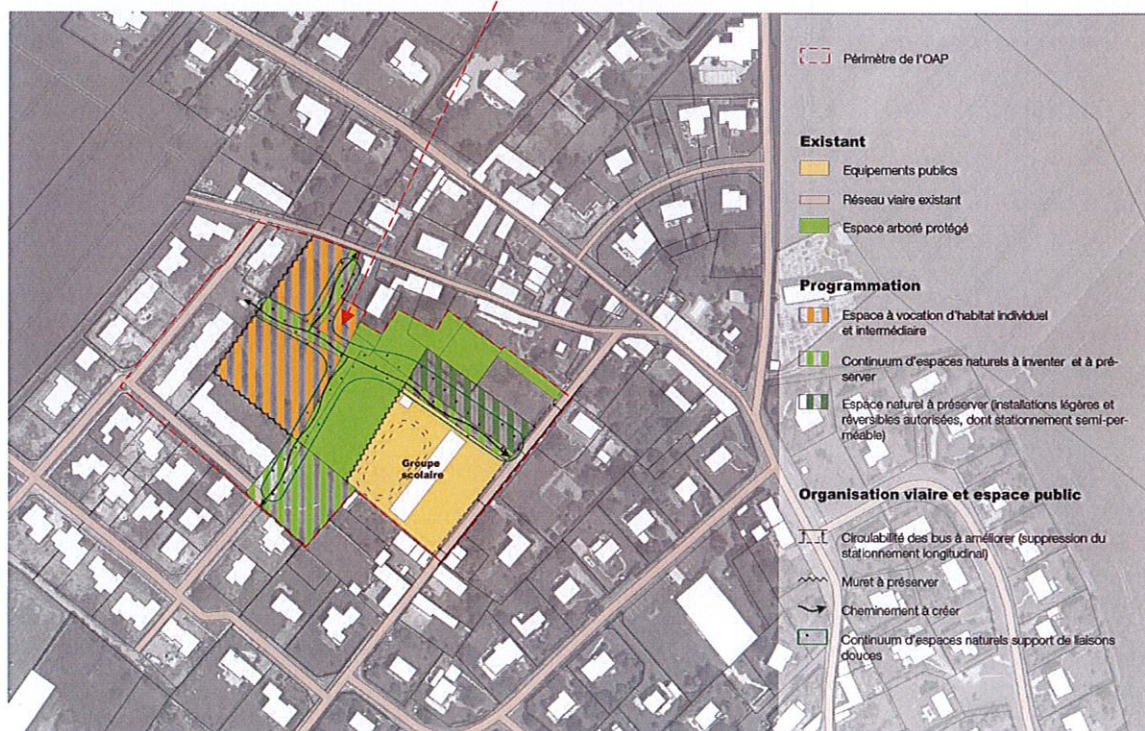 Périmètre de l'OAP
Existant
Equipements publics
Réseau viaire existant
Espace arboré protégé
Programmation
Espace à vocation d'habitat individuel
et intermédiaire
Continuum d'espaces naturels à inventer et à pré-
server
Espace naturel à préserver (installations légères et
réversibles autorisées, dont stationnement semi-per-
méable)
Organisation viaire et espace public
Circulabilité des bus à améliorer (suppression du
stationnement longitudinal)
Muret à préserver
Cheminement à créer
Continuum d'espaces naturels support de liaisons
douces
Groupe
scolaire